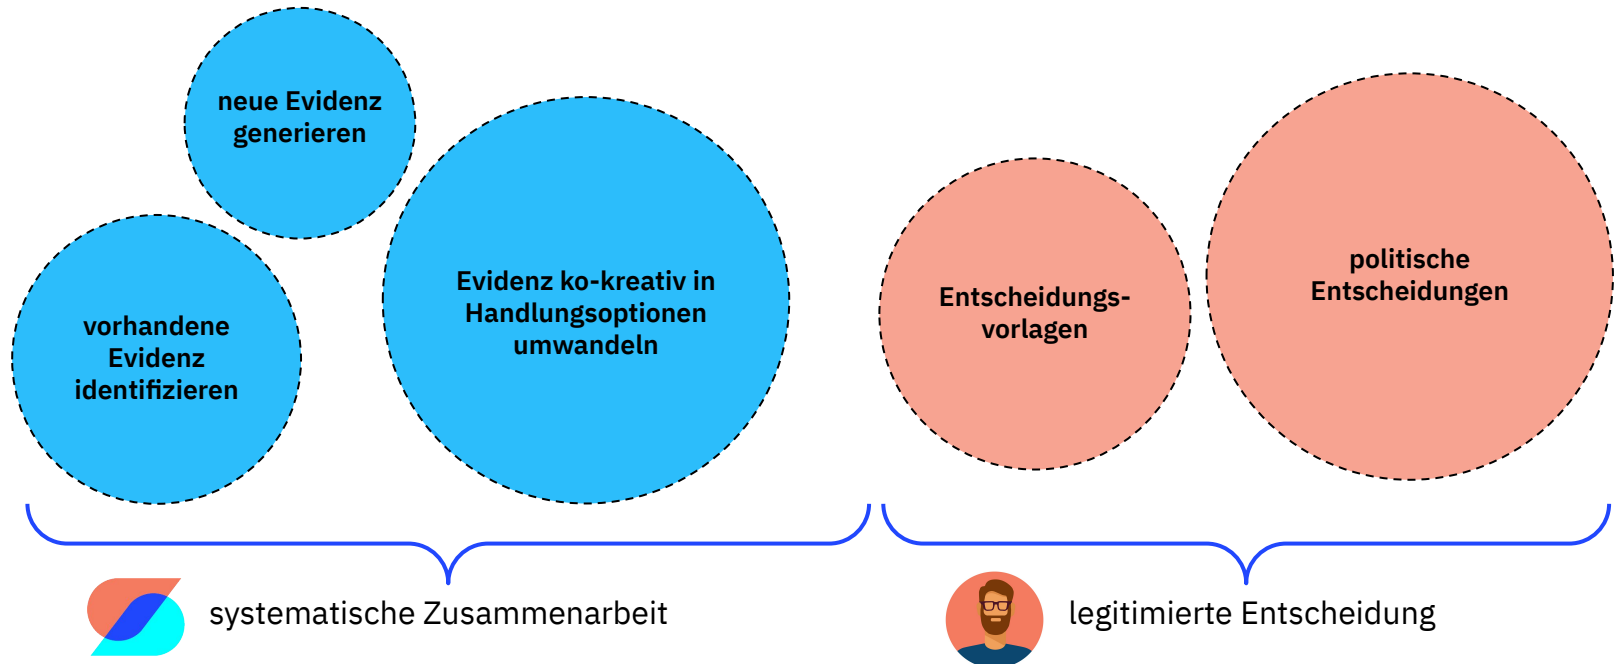 neue Evidenz
generieren
vorhandene
Evidenz
identifizieren
Evidenz ko-kreativ in
Handlungsoptionen
umwandeln
Entscheidungs-
vorlagen
politische
Entscheidungen
systematische Zusammenarbeit
legitimierte Entscheidung